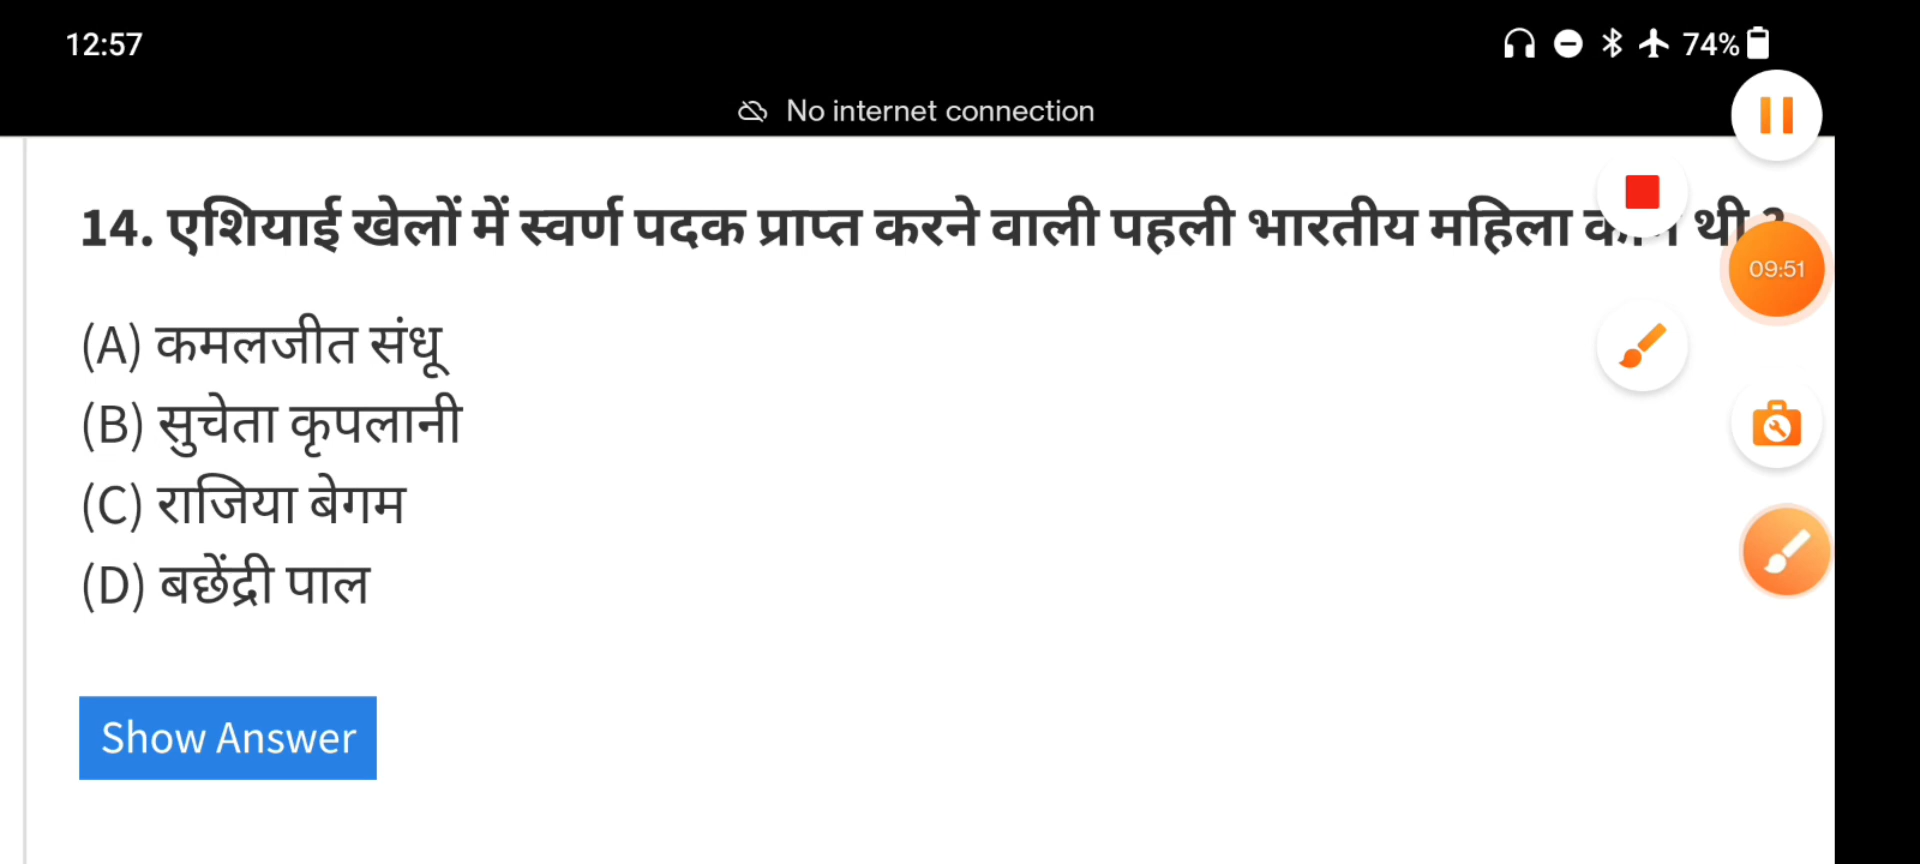 12:57
74%
No internet connection
14. एशियाई खेलों में स्वर्ण पदक प्राप्त करने वाली पहली भारतीय महिला थी
09:51
(A) कमलजीत संधू
(B) सुचेता कृपलानी
(C) राजिया बेगम
(D) बछेंद्री पाल
Show Answer